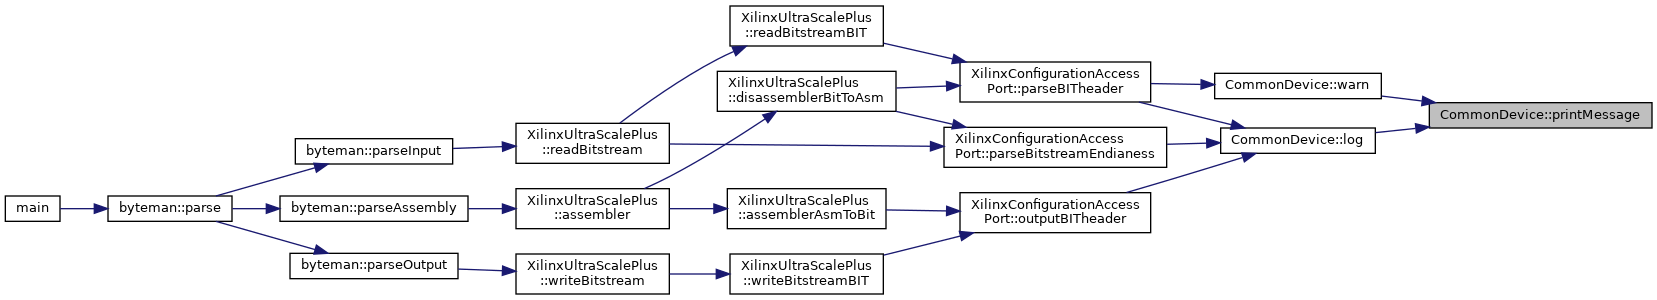 main
byteman::parse
byteman::parseInput
byteman::parseAssembly
byteman::parseOutput
XilinxUltraScalePlus
::readBitstream
XilinxUltraScalePlus
::assembler
XilinxUltraScalePlus
::writeBitstream
XilinxUltraScalePlus
::readBitstreamBIT
XilinxUltraScalePlus
::disassemblerBitToAsm
XilinxUltraScalePlus
::assemblerAsmToBit
XilinxUltraScalePlus
::writeBitstreamBIT
XilinxConfigurationAccess
Port::parseBITheader
XilinxConfigurationAccess
Port::parseBitstreamEndianess
XilinxConfigurationAccess
Port::outputBITheader
CommonDevice::warn
CommonDevice::log
CommonDevice::printMessage